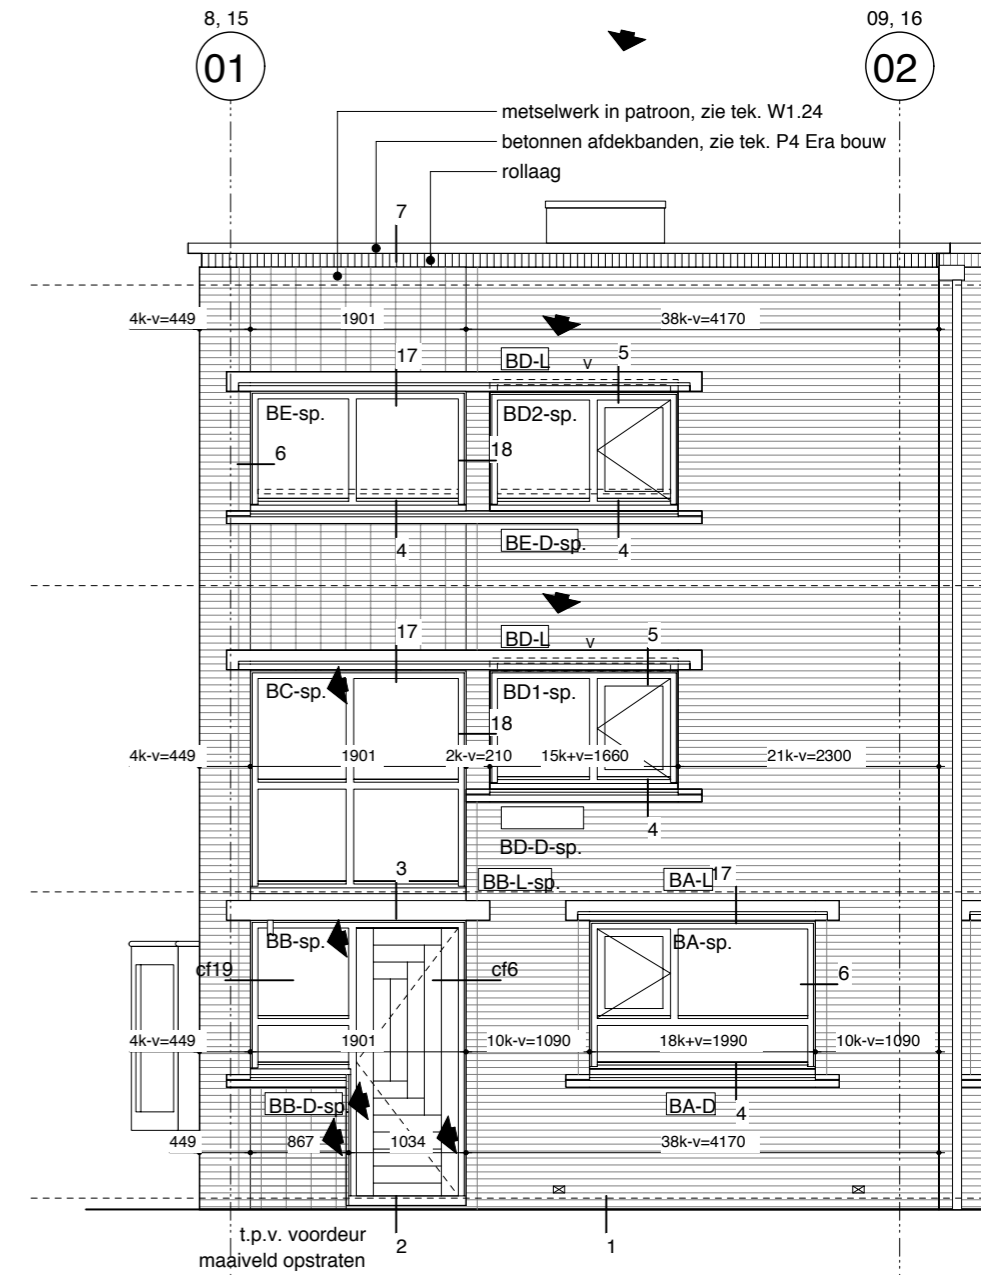 8, 15
09, 16
01
02
metselwerk in patroon, zie tek. W1.24
betonnen afdekbanden, zie tek. P4 Era bouw
rollaag
7
4k-v=449
1901
38k-v=4170
17
BD-L
v
5
BE-sp.
BD2-sp.
6
18
4
BE-D-sp.
4
17
BD-L
v
5
BC-sp.
BD1-sp.
18
4k-v=449
1901
2k-v=210
15k+v=1660
21k-v=2300
4
BD-D-sp.
3
BB-L-sp.
BA-L
17
BB-sp.
BA-sp.
cf19
cf6
6
4k-v=449
1901
10k-v=1090
18k+v=1990
10k-v=1090
BB-D-sp.
BA-D
4
449
867
1034
38k-v=4170
t.p.v. voordeur
maaiveld opstraten
2
1